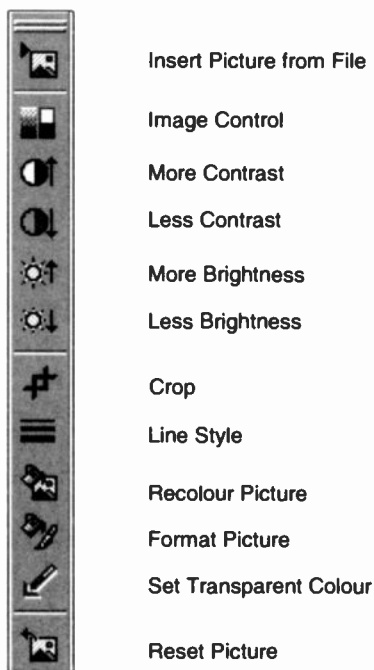 Insert Picture from File
Image Control
More Contrast
Less Contrast
More Brightness
Less Brightness
Crop
Line Style
Recolour Picture
Format Picture
Set Transparent Colour
Reset Picture